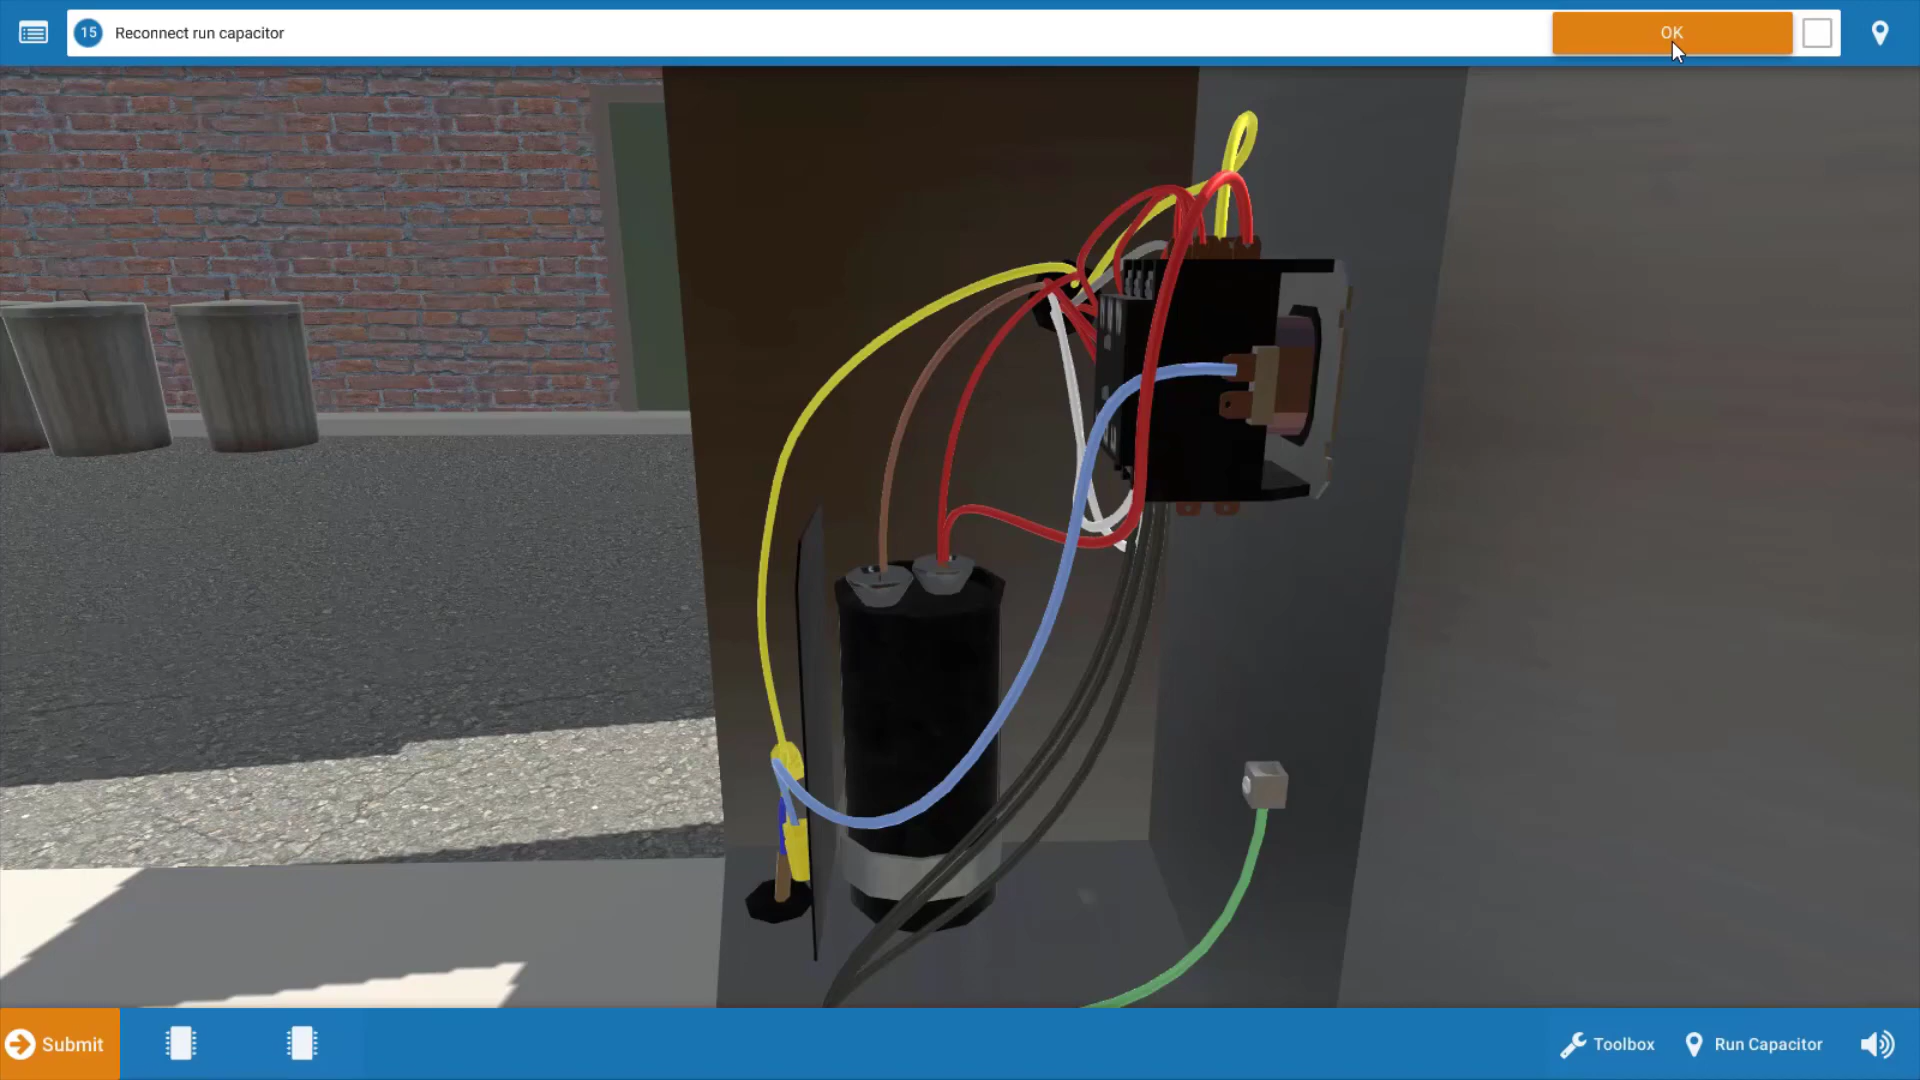 15 Reconnect run capacitor
OK
Submit
Toolbox
Run Capacitor